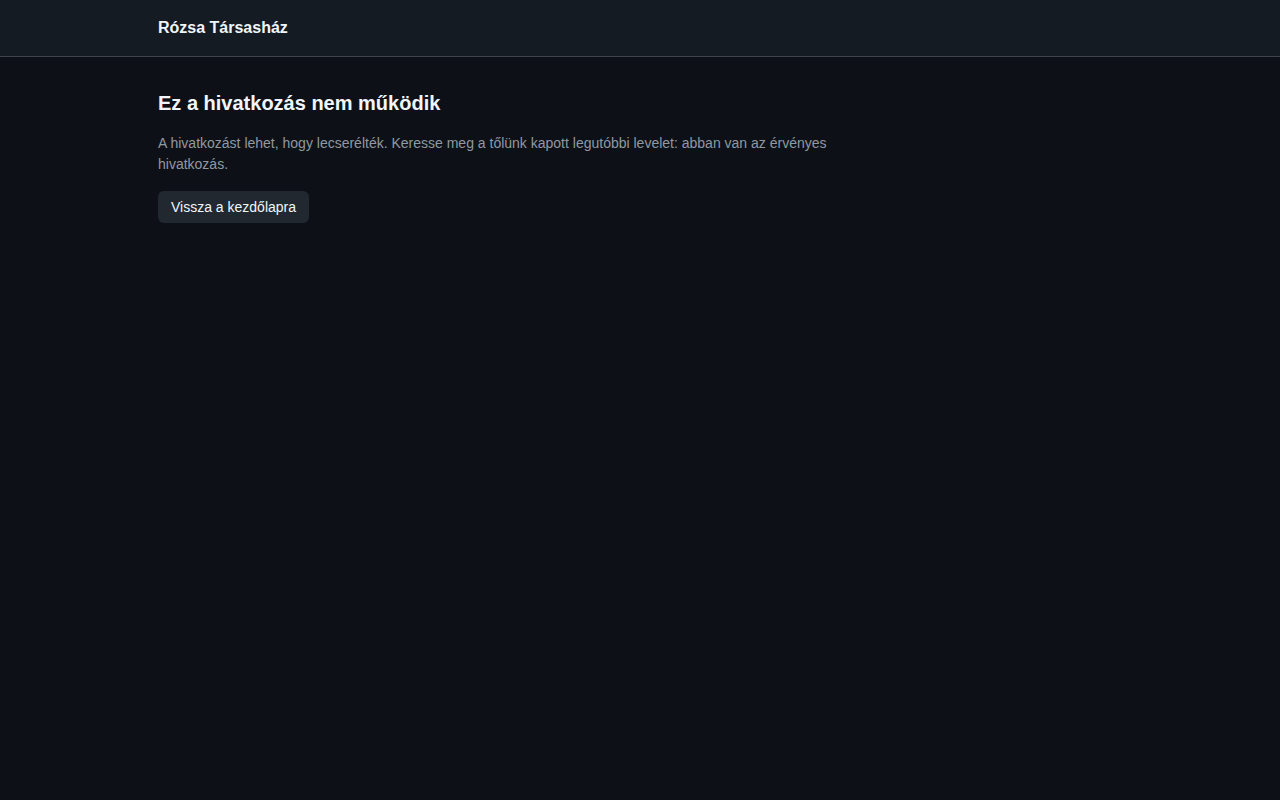 Rózsa Társasház
Ez a hivatkozás nem működik
A hivatkozást lehet, hogy lecserélték. Keresse meg a tőlünk kapott legutóbbi levelet: abban van az érvényes
hivatkozás.
Vissza a kezdőlapra